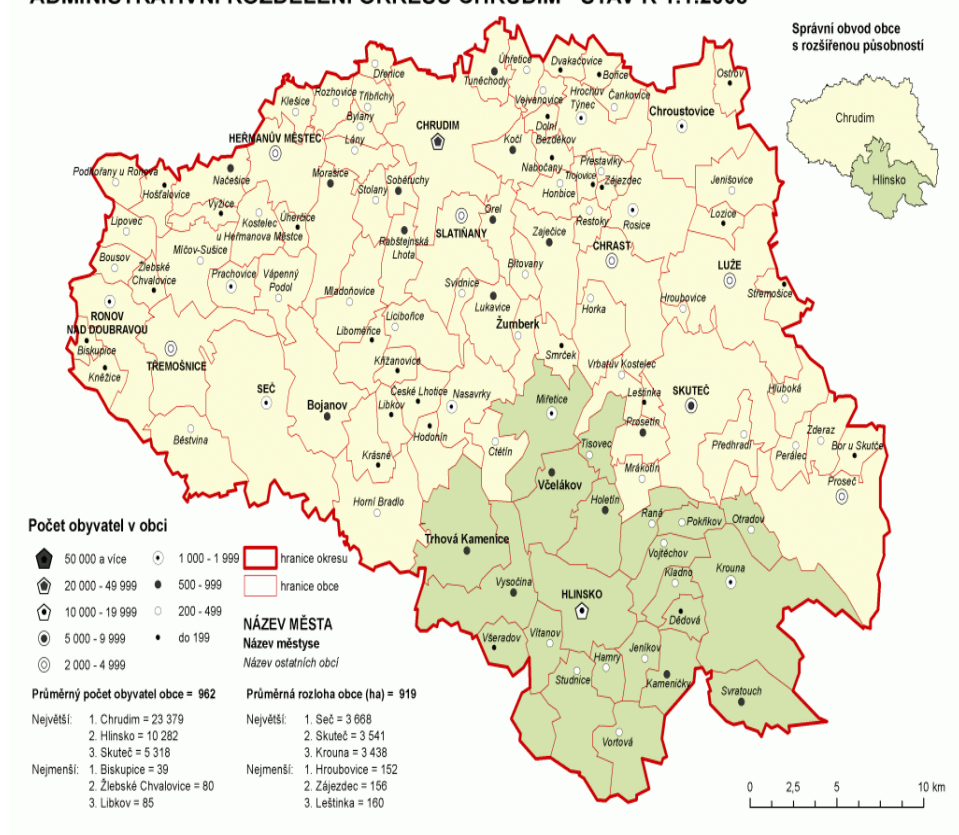 ADMINISTRATIVNÍ ROZDĚLENÍ OKRESU CHRUDIM - STAV K 1.1.2008
Správní obvod obce
s rozšířenou působností
Chrudim
Hlinsko
Dřenice
Úhřetice
Tuněchody
Dvakačovice
Bořice
Ostrov
Rozhovice
Klešice
Třibřichy
Vejvanovice
Hrochův
Týnec
Čankovice
Bylany
CHRUDIM
Chroustovice
HEŘMANŮV MĚSTEC
Lány
Kočí
Dolní
Bezděkov
Nabočany
Přestavlky
Podhořany u Ronova
Hošťalovice
Načešice
Morašice
Stolany
Sobětuchy
Trojovice
Zájezdec
Honbice
Jenišovice
Vyžice
Kostelec
u Heřmanova Městce
Úherčice
Orel
Řestoky
Rosice
Lozice
Lipovec
SLATIŇANY
Rabštejnská
Lhota
Zaječice
CHRAST
Míčov-Sušice
Bousov
Žlebské
Chvalovice
Prachovice
Vápenný
Podol
Bítovany
LUŽE
Svídnice
Mladoňovice
Lukavice
Horka
Hroubovice
Stremošice
RONOV
NAD DOUBRAVOU
Licibořice
Žumberk
Biskupice
Libomeřice
TŘEMOŠNICE
Kněžice
Smrček
Křižanovice
Vrbatův Kostelec
SEČ
České Lhotice
Nasavrky
Miřetice
Leštinka
SKUTEČ
Hluboká
Bojanov
Libkov
Prosetín
Hodonín
Běstvina
Tisovec
Předhradí
Zderaz
Perálec
Bor u Skutče
Ctětín
Krásné
Mrákotín
Včelákov
Proseč
Horní Bradlo
Holetín
Raná
Pokřikov
Otradov
Trhová Kamenice
Vojtěchov
Vysočina
HLINSKO
Kladno
Krouna
Dědová
Všeradov
Vítanov
Hamry
Jeníkov
Studnice
Kameničky
Svratouch
Vortová
Počet obyvatel v obci
50 000 a více
20 000 - 49 999
10 000 - 19 999
5 000 - 9 999
2 000 - 4 999
1 000 - 1 999
500 - 999
200 - 499
do 199
hranice okresu
hranice obce
NÁZEV MĚSTA
Název městyse
Název ostatních obcí
Průměrný počet obyvatel obce = 962
Největší: 1. Chrudim = 23 379
2. Hlinsko = 10 282
3. Skuteč = 5 318
Nejmenší: 1. Biskupice = 39
2. Žlebské Chvalovice = 80
3. Libkov = 85
Průměrná rozloha obce (ha) = 919
Největší: 1. Seč = 3 668
2. Skuteč = 3 541
3. Krouna = 3 438
Nejmenší: 1. Hroubovice = 152
2. Zájezdec = 156
3. Leštinka = 160
0 2,5 5 10 km